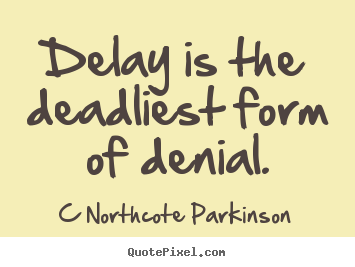 Delay is the
deadliest form
of denial.
C Northcote Parkinson
QuotePixel.com